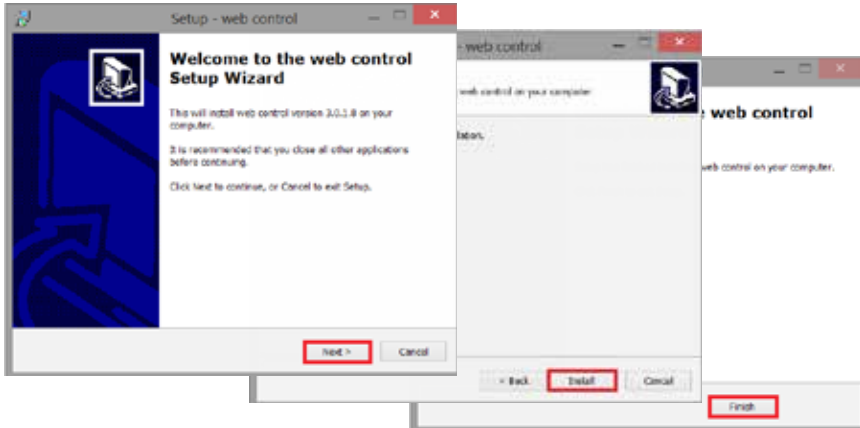 Setup - web control
Welcome to the web control
Setup Wizard
This will install web control version 3.0.1.8 on your
computer.
It is recommended that you close all other applications
before continuing.
Click Next to continue, or Cancel to exit Setup.
Next >
Cancel
- web control
web control on your computer
lation.
< Back
Install
Cancel
web control
web control on your computer.
Finish